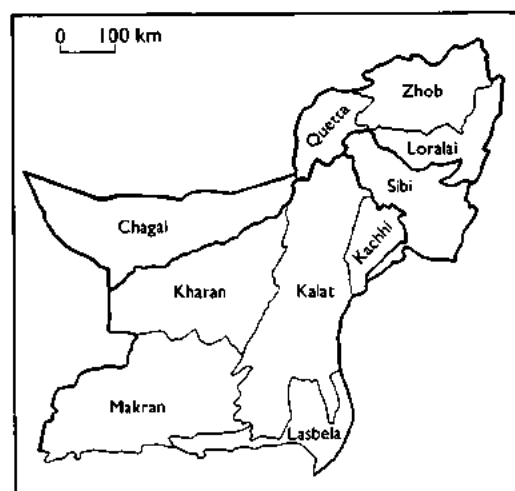 0 100 km
Zhob
Quetta
Loralai
Sibi
Chagai
Kachhi
Kharan
Kalat
Makran
Lasbela